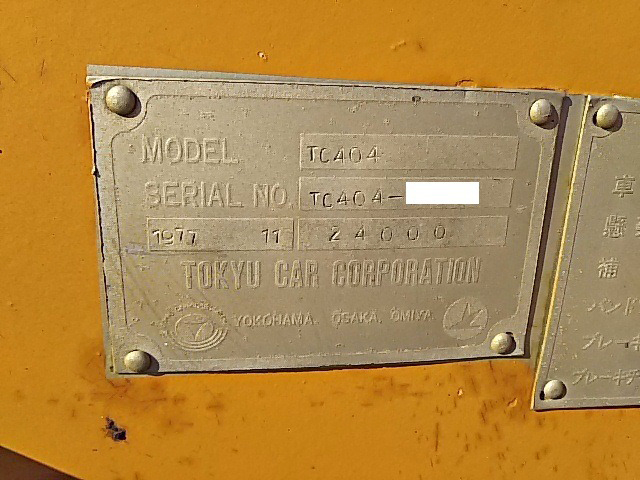 MODEL TC404
SERIAL NO. TC404-
1977 11 24000
TOKYU CAR CORPORATION
YOKOHAMA, OSAKA, OMIYA
車
懸
補
バンド
ブレーキ
ブレーキチ